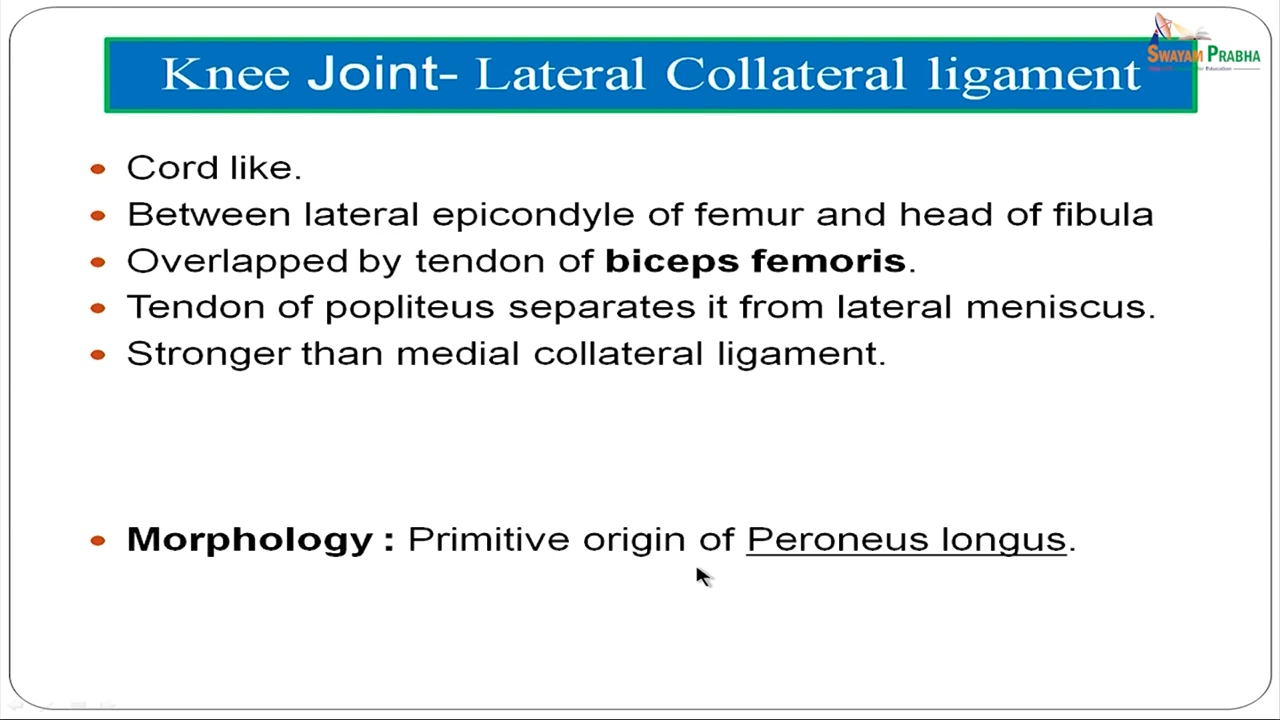 SWAYAM PRABHA
Knee Joint- Lateral Collateral ligament
• Cord like.
• Between lateral epicondyle of femur and head of fibula
• Overlapped by tendon of biceps femoris.
• Tendon of popliteus separates it from lateral meniscus.
• Stronger than medial collateral ligament.
• Morphology : Primitive origin of Peroneus longus.